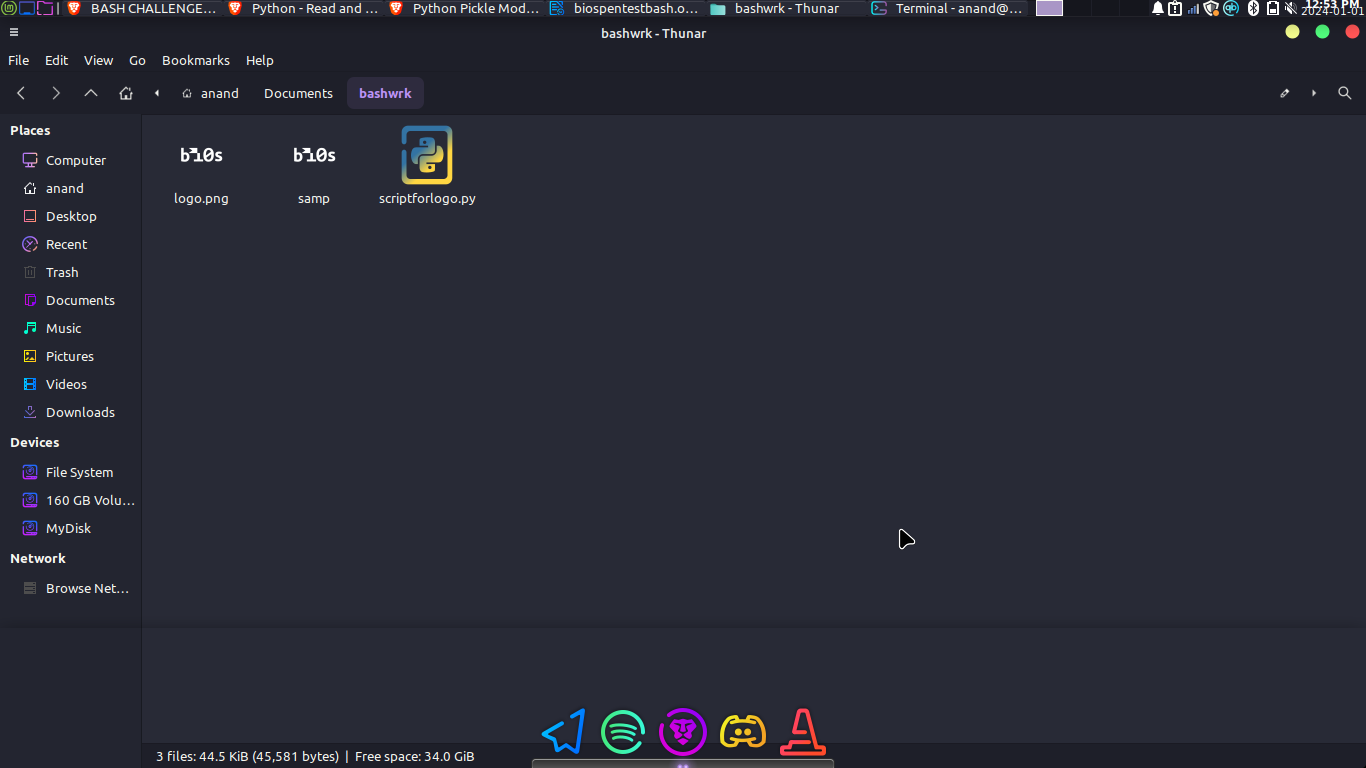 BASH CHALLENGE... Python - Read and ... Python Pickle Mod... biospentestbash.o... bashwrk - Thunar Terminal - anand@... 12:53 PM
2024-01-01
bashwrk - Thunar
File Edit View Go Bookmarks Help
anand Documents bashwrk
Places
Computer
anand
Desktop
Recent
Trash
Documents
Music
Pictures
Videos
Downloads
Devices
File System
160 GB Volu...
MyDisk
Network
Browse Net...
logo.png samp scriptforlogo.py
3 files: 44.5 KiB (45,581 bytes) | Free space: 34.0 GiB